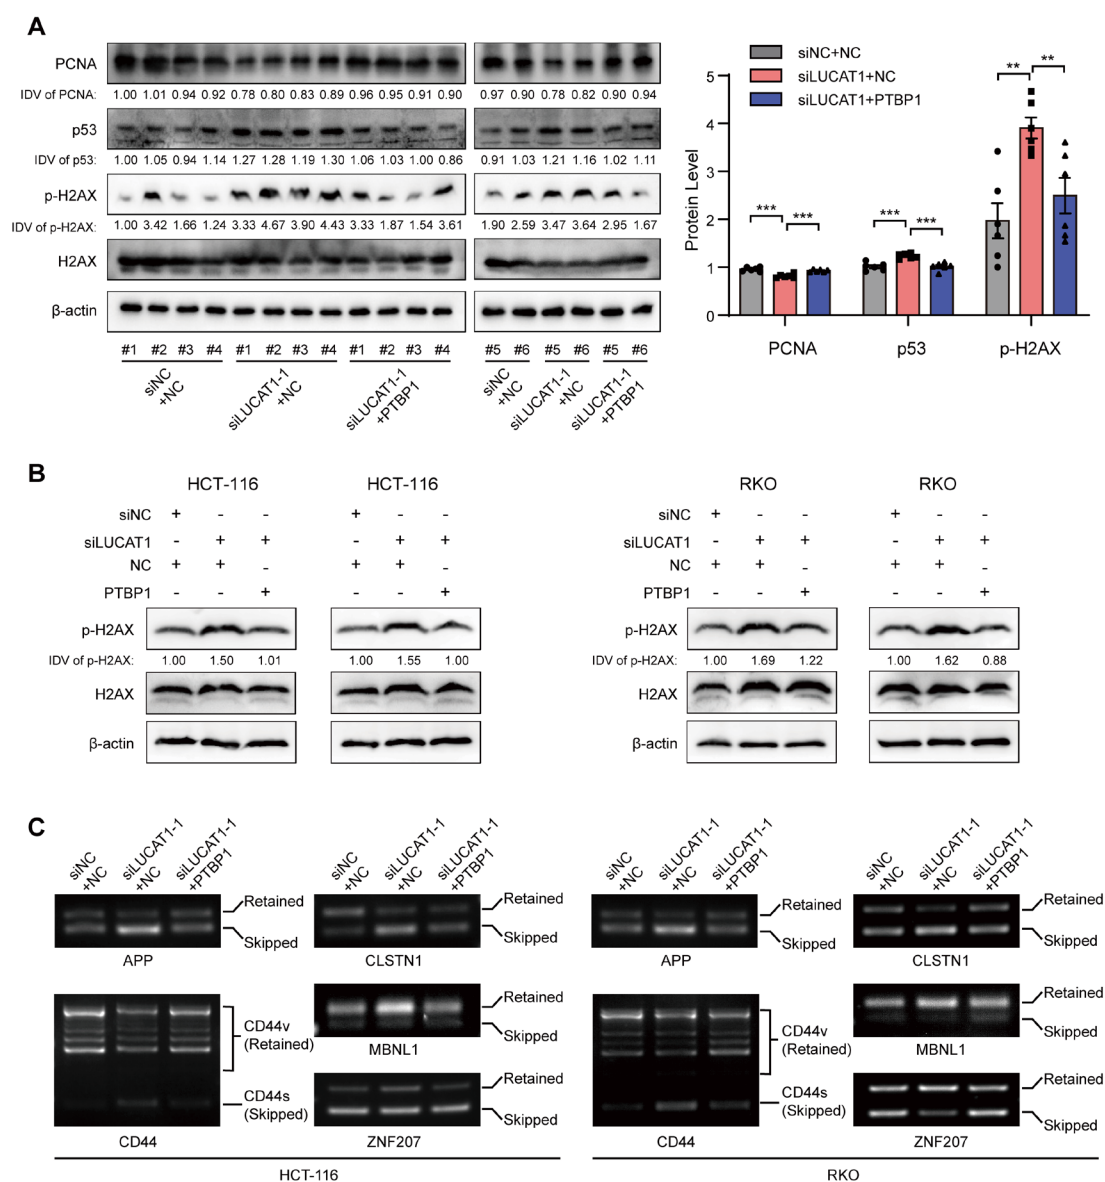 A
PCNA
IDV of PCNA: 1.00 1.01 0.94 0.92 0.78 0.80 0.83 0.89 0.96 0.95 0.91 0.90 0.97 0.90 0.78 0.82 0.90 0.94
p53
IDV of p53: 1.00 1.05 0.94 1.14 1.27 1.28 1.19 1.30 1.06 1.03 1.00 0.86 0.91 1.03 1.21 1.16 1.02 1.11
p-H2AX
IDV of p-H2AX: 1.00 3.42 1.66 1.24 3.33 4.67 3.90 4.43 3.33 1.87 1.54 3.61 1.90 2.59 3.47 3.64 2.95 1.67
H2AX
β-actin
#1 #2 #3 #4 #1 #2 #3 #4 #1 #2 #3 #4 #5 #6 #5 #6 #5 #6
siNC
+NC
siLUCAT1-1
+NC
siLUCAT1-1
+PTBP1
siNC
+NC
siLUCAT1-1
+NC
siLUCAT1-1
+PTBP1
siNC+NC
siLUCAT1+NC
siLUCAT1+PTBP1
Protein Level
5
4
3
2
1
0
*** ***
*** ***
** **
PCNA p53 p-H2AX
B
HCT-116 HCT-116 RKO RKO
siNC + - - + - -
siLUCAT1 - + + - + +
NC + + - + + -
PTBP1 - - + - - +
p-H2AX
IDV of p-H2AX: 1.00 1.50 1.01 1.00 1.55 1.00
H2AX
β-actin
siNC + - - + - -
siLUCAT1 - + + - + +
NC + + - + + -
PTBP1 - - + - - +
p-H2AX
IDV of p-H2AX: 1.00 1.69 1.22 1.00 1.62 0.88
H2AX
β-actin
C
siNC
+NC
siLUCAT1-1
+NC
siLUCAT1-1
+PTBP1
siNC
+NC
siLUCAT1-1
+NC
siLUCAT1-1
+PTBP1
Retained
Skipped
APP
Retained
Skipped
CLSTN1
CD44v
(Retained)
CD44s
(Skipped)
CD44
Retained
Skipped
MBNL1
Retained
Skipped
ZNF207
HCT-116
siNC
+NC
siLUCAT1-1
+NC
siLUCAT1-1
+PTBP1
siNC
+NC
siLUCAT1-1
+NC
siLUCAT1-1
+PTBP1
Retained
Skipped
APP
Retained
Skipped
CLSTN1
CD44v
(Retained)
CD44s
(Skipped)
CD44
Retained
Skipped
MBNL1
Retained
Skipped
ZNF207
RKO